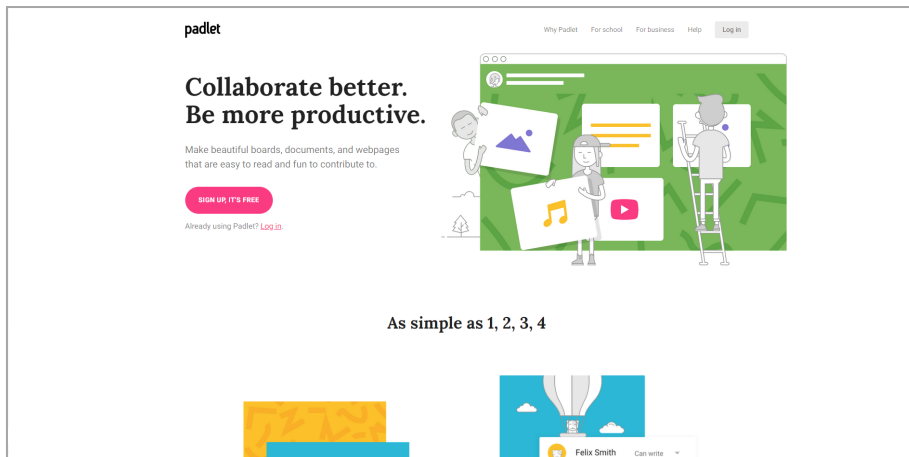 padlet
Why Padlet For school For business Help Log in
Collaborate better.
Be more productive.
Make beautiful boards, documents, and webpages
that are easy to read and fun to contribute to.
SIGN UP, IT'S FREE
Already using Padlet? Log in.
As simple as 1, 2, 3, 4
Felix Smith Can write